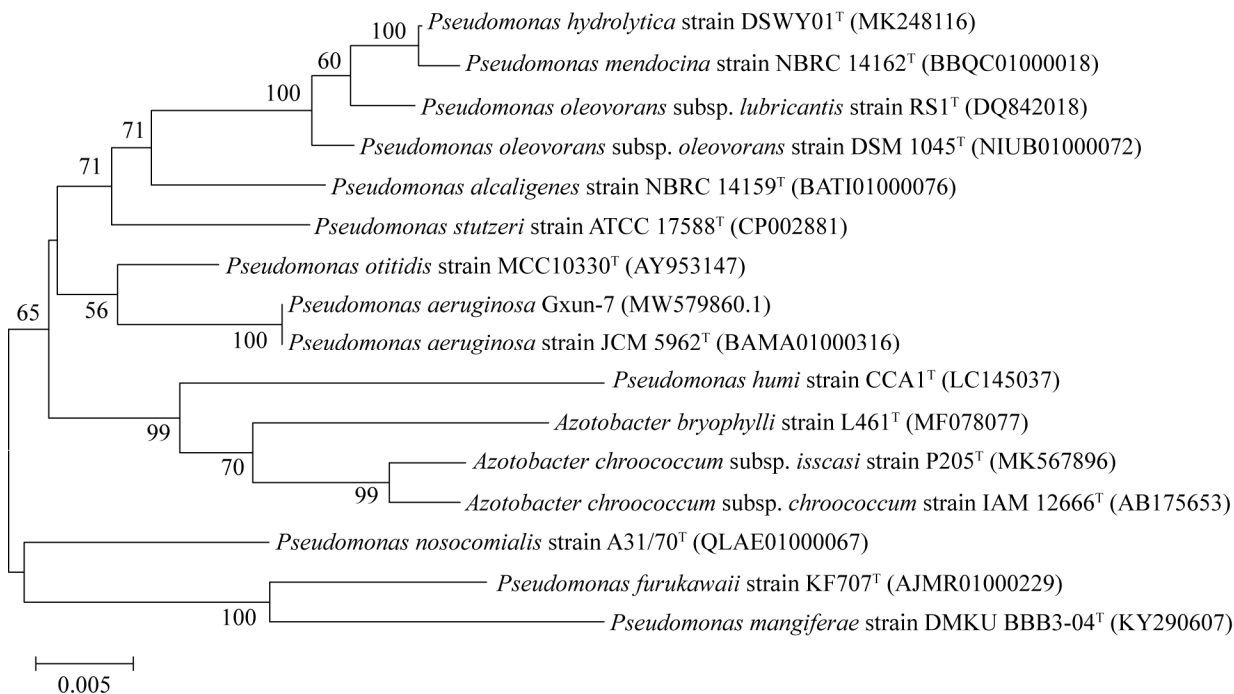 100 Pseudomonas hydrolytica strain DSWY01ᵀ (MK248116)
60 Pseudomonas mendocina strain NBRC 14162ᵀ (BBQC01000018)
100 Pseudomonas oleovorans subsp. lubricantis strain RS1ᵀ (DQ842018)
71 Pseudomonas oleovorans subsp. oleovorans strain DSM 1045ᵀ (NIUB01000072)
71 Pseudomonas alcaligenes strain NBRC 14159ᵀ (BATI01000076)
Pseudomonas stutzeri strain ATCC 17588ᵀ (CP002881)
Pseudomonas otitidis strain MCC10330ᵀ (AY953147)
65 56 Pseudomonas aeruginosa Gxun-7 (MW579860.1)
100 Pseudomonas aeruginosa strain JCM 5962ᵀ (BAMA01000316)
Pseudomonas humi strain CCA1ᵀ (LC145037)
99 Azotobacter bryophylli strain L461ᵀ (MF078077)
70 Azotobacter chroococcum subsp. isscasi strain P205ᵀ (MK567896)
99 Azotobacter chroococcum subsp. chroococcum strain IAM 12666ᵀ (AB175653)
Pseudomonas nosocomialis strain A31/70ᵀ (QLAE01000067)
Pseudomonas furukawaii strain KF707ᵀ (AJMR01000229)
100 Pseudomonas mangiferae strain DMKU BBB3-04ᵀ (KY290607)
0.005